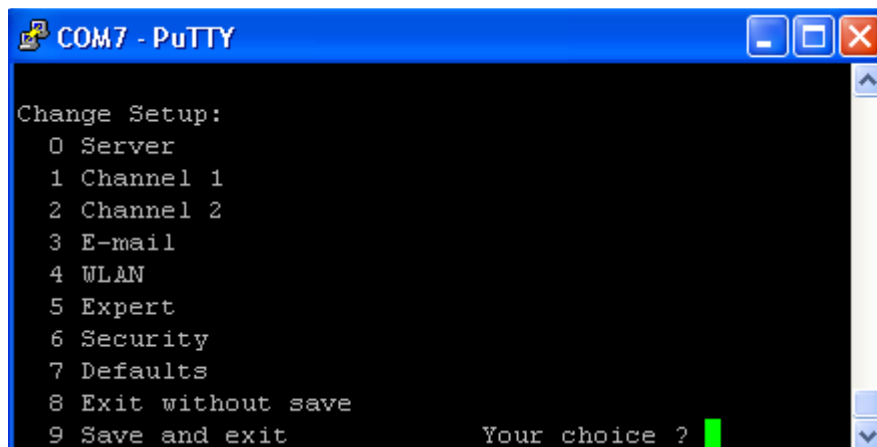 COM7 - PuTTY
Change Setup:
0 Server
1 Channel 1
2 Channel 2
3 E-mail
4 WLAN
5 Expert
6 Security
7 Defaults
8 Exit without save
9 Save and exit Your choice ?